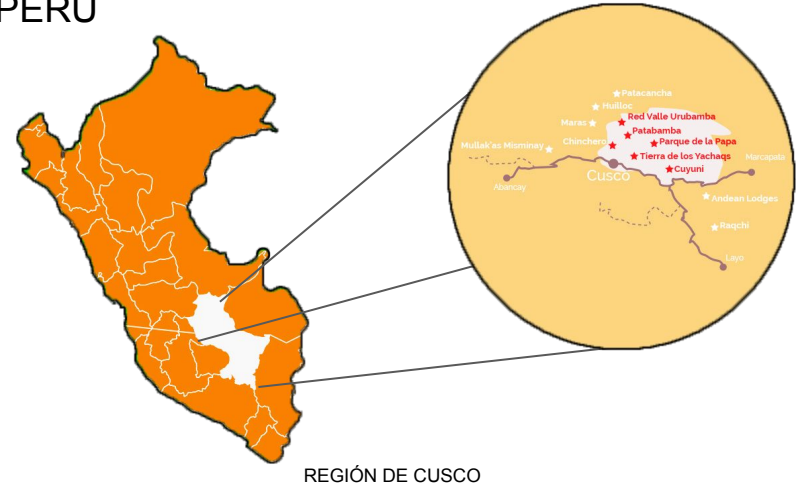 PERÚ
Patacancha
Huilloc
Red Valle Urubamba
Maras
Patabamba
Chinchero
Parque de la Papa
Mullak'as Misminay
Tierra de los Yachaqs
Marcapata
Cusco
Cuyuni
Abancay
Andean Lodges
Raqchi
Layo
REGIÓN DE CUSCO